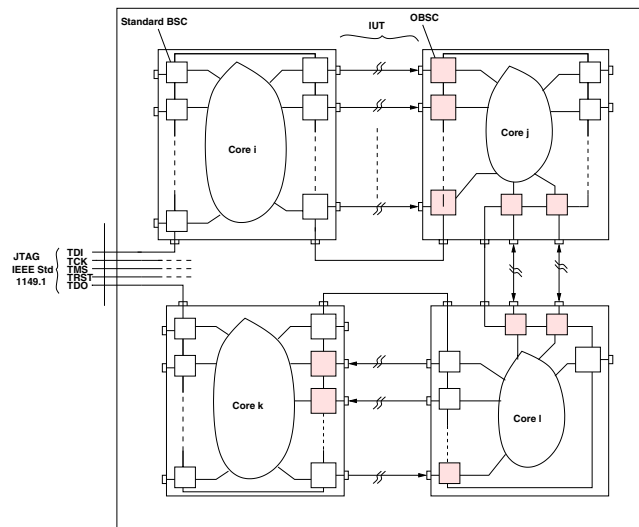 Standard BSC
IUT
OBSC
Core i
Core j
JTAG
IEEE Std
1149.1
TDI
TCK
TMS
TRST
TDO
Core k
Core l